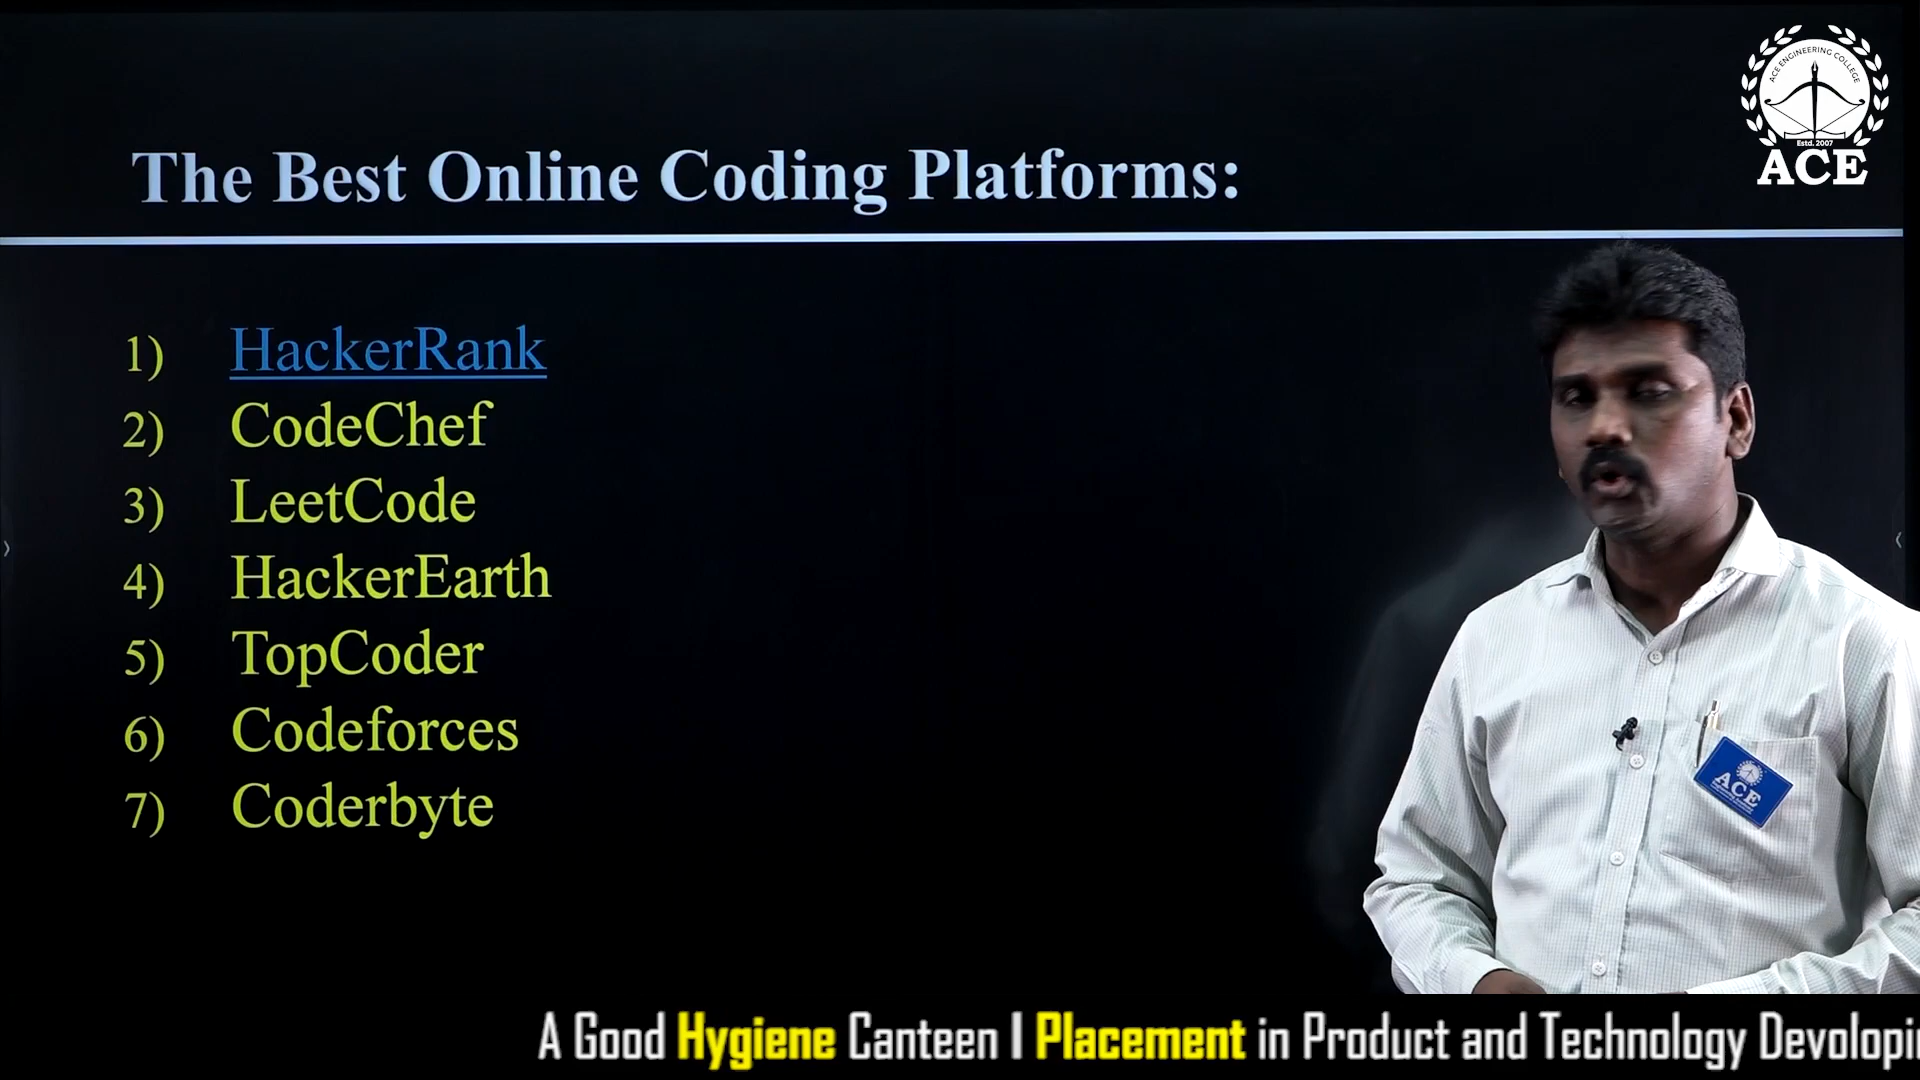 ACE ENGINEERING COLLEGE
Estd. 2007
ACE
The Best Online Coding Platforms:
1) HackerRank
2) CodeChef
3) LeetCode
4) HackerEarth
5) TopCoder
6) Codeforces
7) Coderbyte
ACE
A Good Hygiene Canteen I Placement in Product and Technology Devolopi